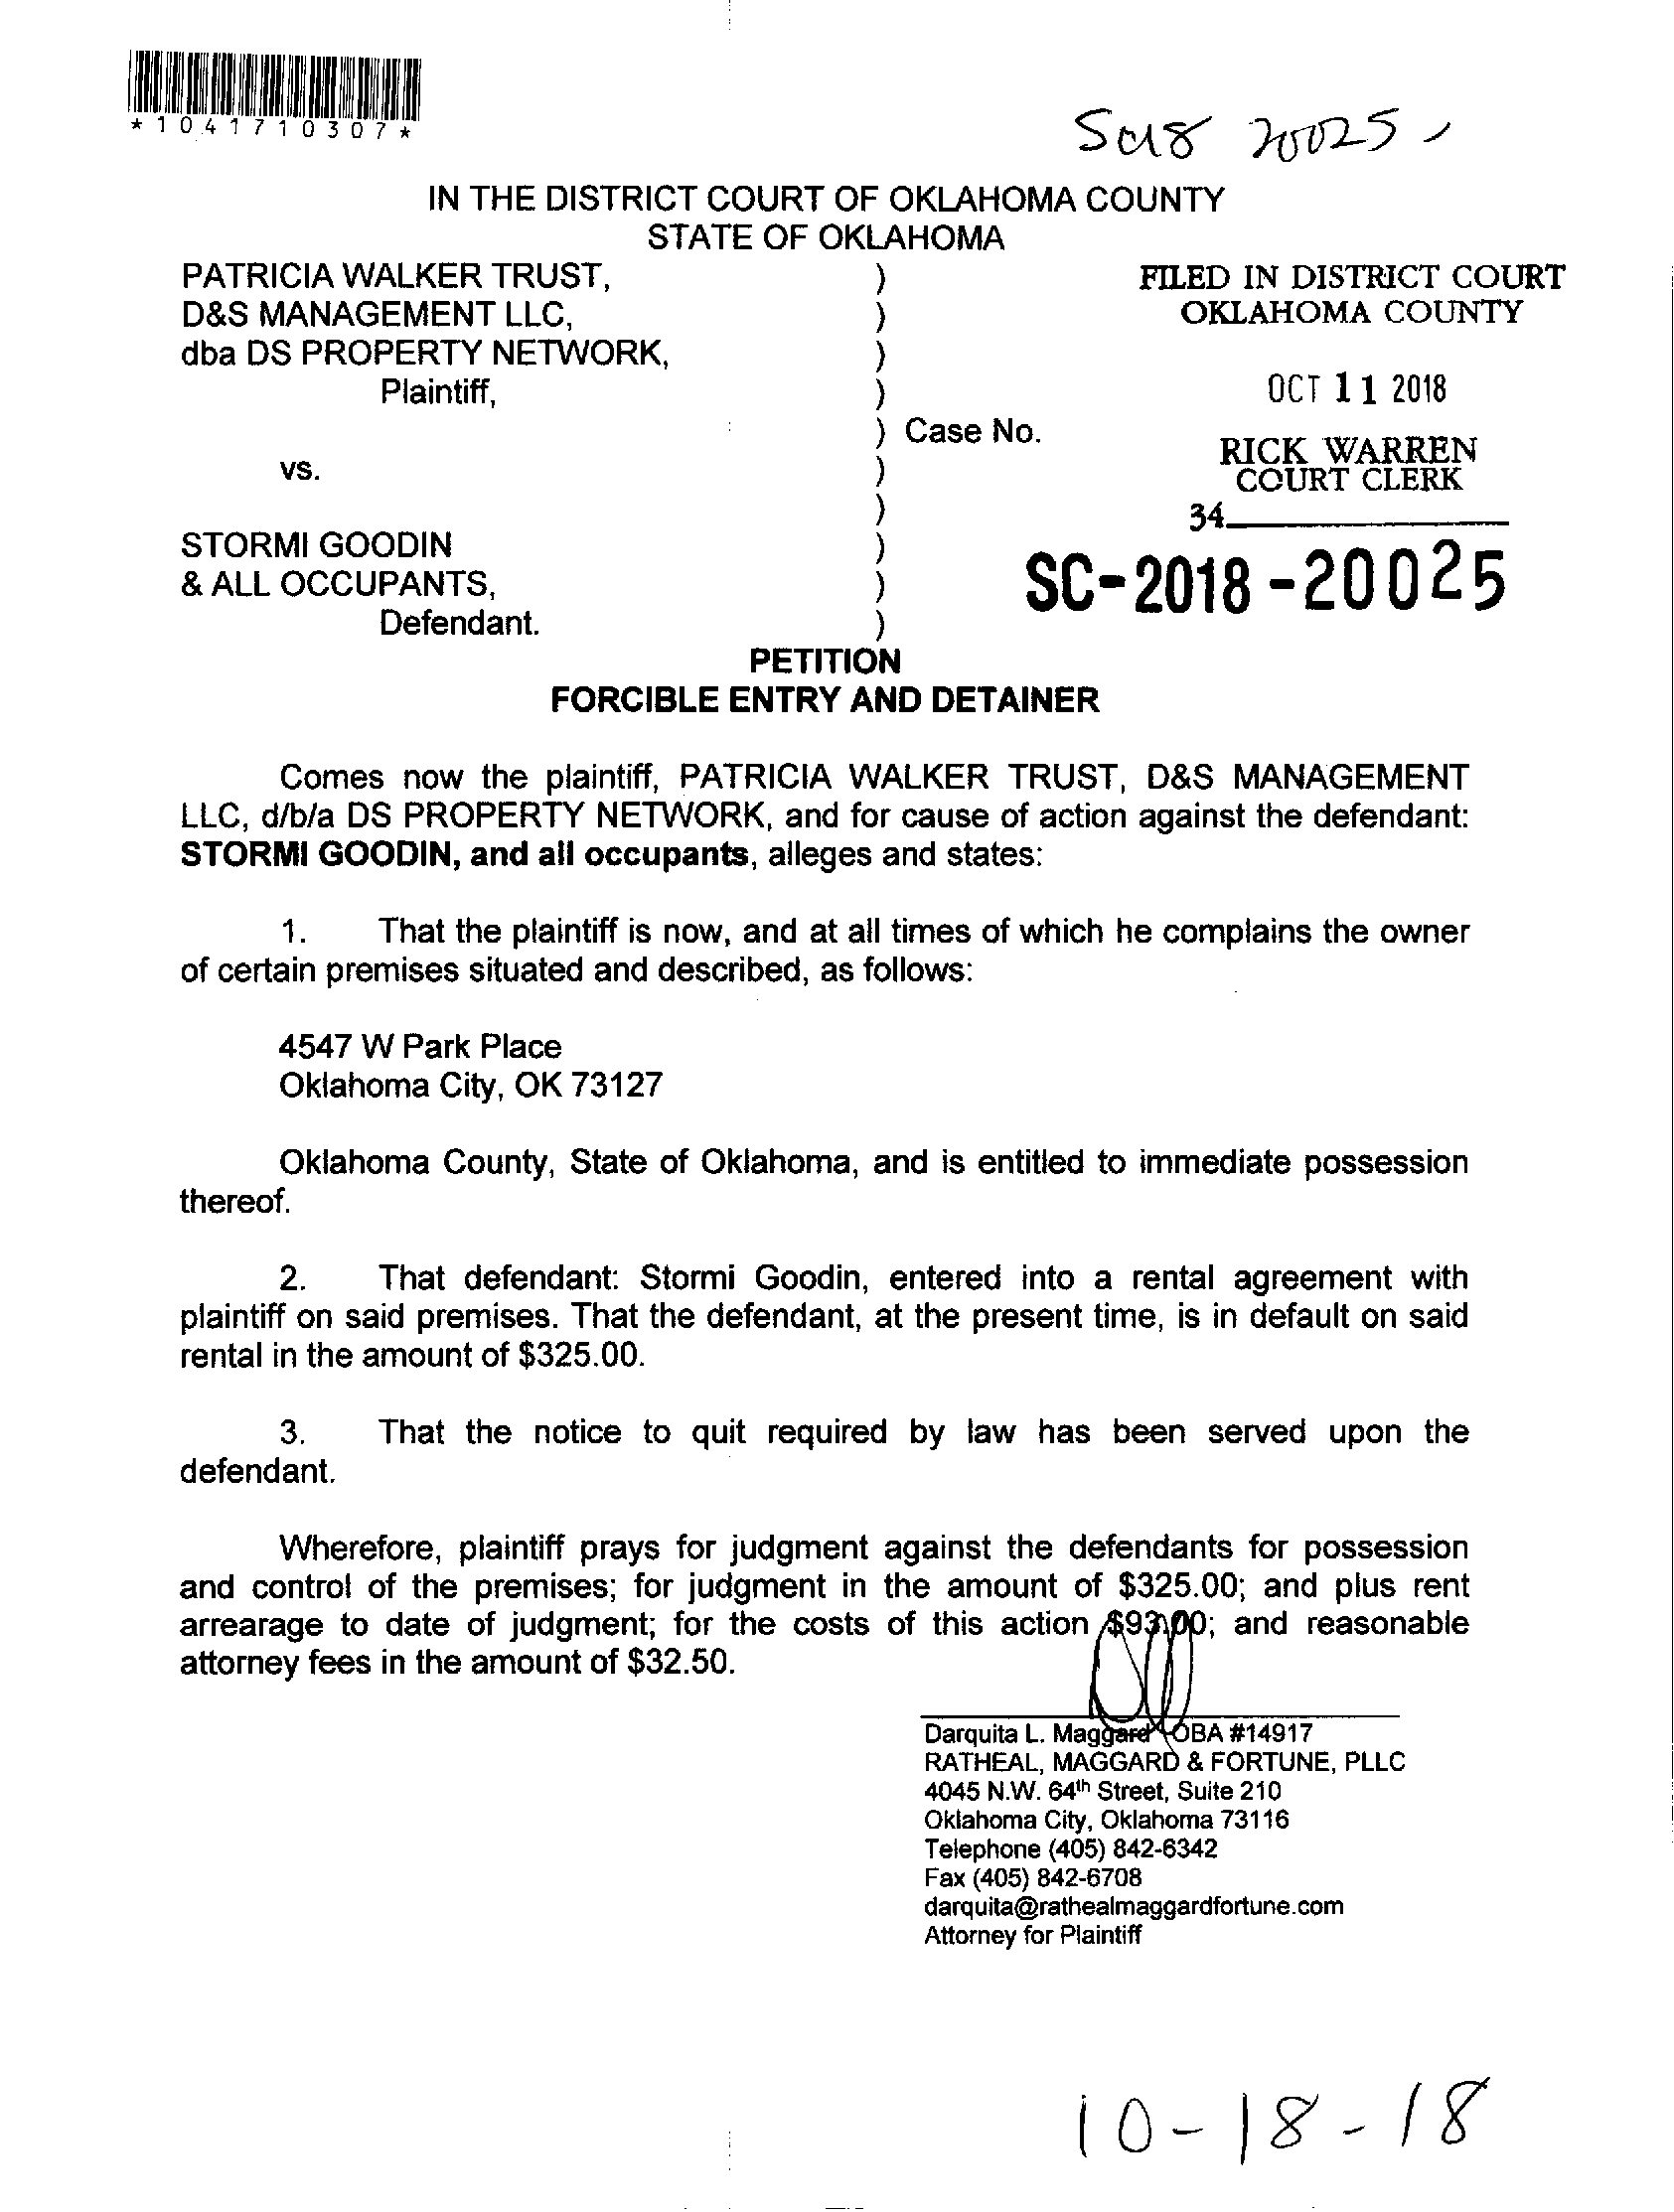 *1041710307*
SC18 20025
IN THE DISTRICT COURT OF OKLAHOMA COUNTY
STATE OF OKLAHOMA
PATRICIA WALKER TRUST, )
D&S MANAGEMENT LLC, )
dba DS PROPERTY NETWORK, )
Plaintiff, )
) Case No.
vs. )
)
STORMI GOODIN )
& ALL OCCUPANTS, )
Defendant. )
FILED IN DISTRICT COURT
OKLAHOMA COUNTY
OCT 11 2018
RICK WARREN
COURT CLERK
34
SC-2018-20025
PETITION
FORCIBLE ENTRY AND DETAINER
Comes now the plaintiff, PATRICIA WALKER TRUST, D&S MANAGEMENT
LLC, d/b/a DS PROPERTY NETWORK, and for cause of action against the defendant:
STORMI GOODIN, and all occupants, alleges and states:
1. That the plaintiff is now, and at all times of which he complains the owner
of certain premises situated and described, as follows:
4547 W Park Place
Oklahoma City, OK 73127
Oklahoma County, State of Oklahoma, and is entitled to immediate possession
thereof.
2. That defendant: Stormi Goodin, entered into a rental agreement with
plaintiff on said premises. That the defendant, at the present time, is in default on said
rental in the amount of $325.00.
3. That the notice to quit required by law has been served upon the
defendant.
Wherefore, plaintiff prays for judgment against the defendants for possession
and control of the premises; for judgment in the amount of $325.00; and plus rent
arrearage to date of judgment; for the costs of this action $93.00; and reasonable
attorney fees in the amount of $32.50.
Darquita L. Maggard OBA #14917
RATHEAL, MAGGARD & FORTUNE, PLLC
4045 N.W. 64th Street, Suite 210
Oklahoma City, Oklahoma 73116
Telephone (405) 842-6342
Fax (405) 842-6708
darquita@rathealmaggardfortune.com
Attorney for Plaintiff
10-18-18